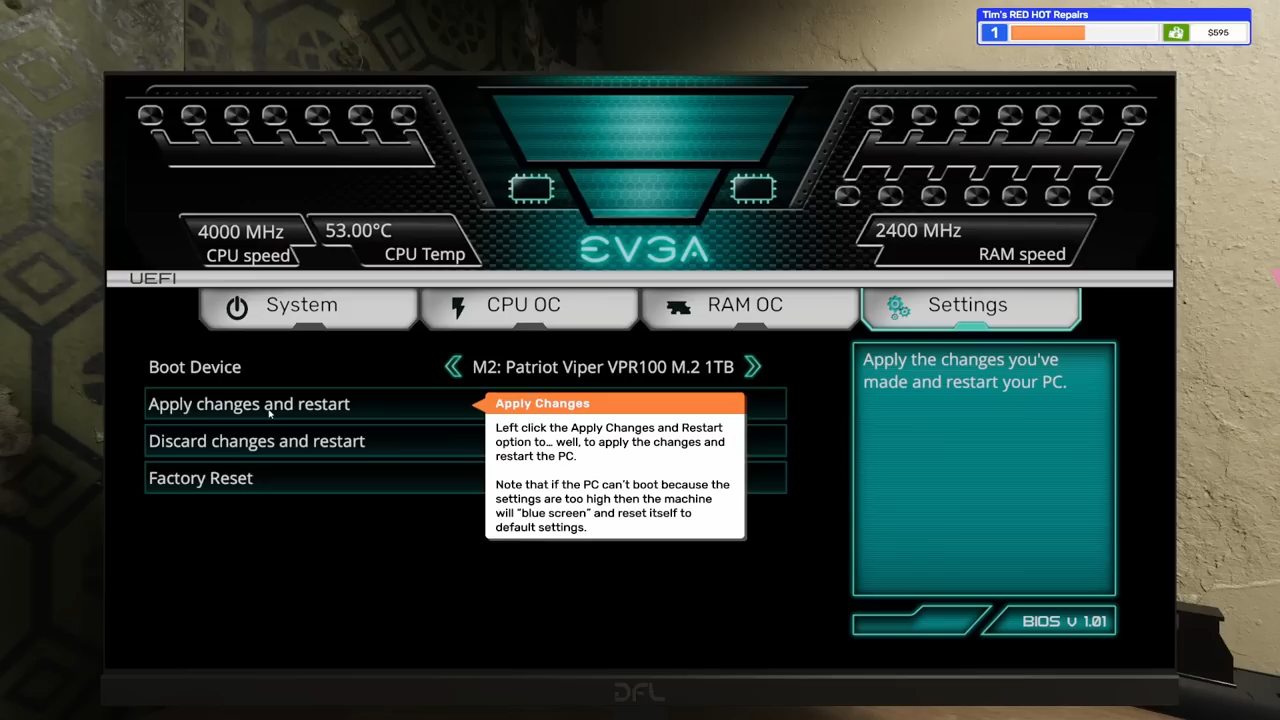 Tim's RED HOT Repairs
1
$595
4000 MHz
CPU speed
53.00°C
CPU Temp
EVGA
2400 MHz
RAM speed
UEFI
System
CPU OC
RAM OC
Settings
Boot Device
M2: Patriot Viper VPR100 M.2 1TB
Apply changes and restart
Discard changes and restart
Factory Reset
Apply Changes
Left click the Apply Changes and Restart
option to... well, to apply the changes and
restart the PC.
Note that if the PC can't boot because the
settings are too high then the machine
will "blue screen" and reset itself to
default settings.
Apply the changes you've
made and restart your PC.
BIOS v 1.01
DFL